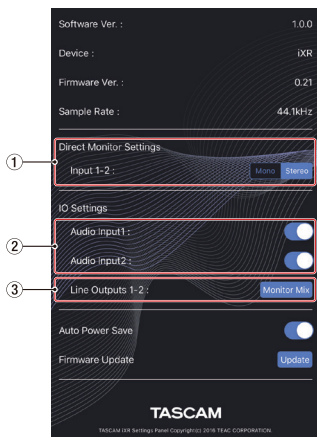 Software Ver. : 1.0.0
Device : iXR
Firmware Ver. : 0.21
Sample Rate : 44.1kHz
① Direct Monitor Settings
Input 1-2 : Mono Stereo
IO Settings
② Audio Input1 :
Audio Input2 :
③ Line Outputs 1-2 : Monitor Mix
Auto Power Save
Firmware Update Update
TASCAM
TASCAM iXR Settings Panel Copyright(c) 2016 TEAC CORPORATION.